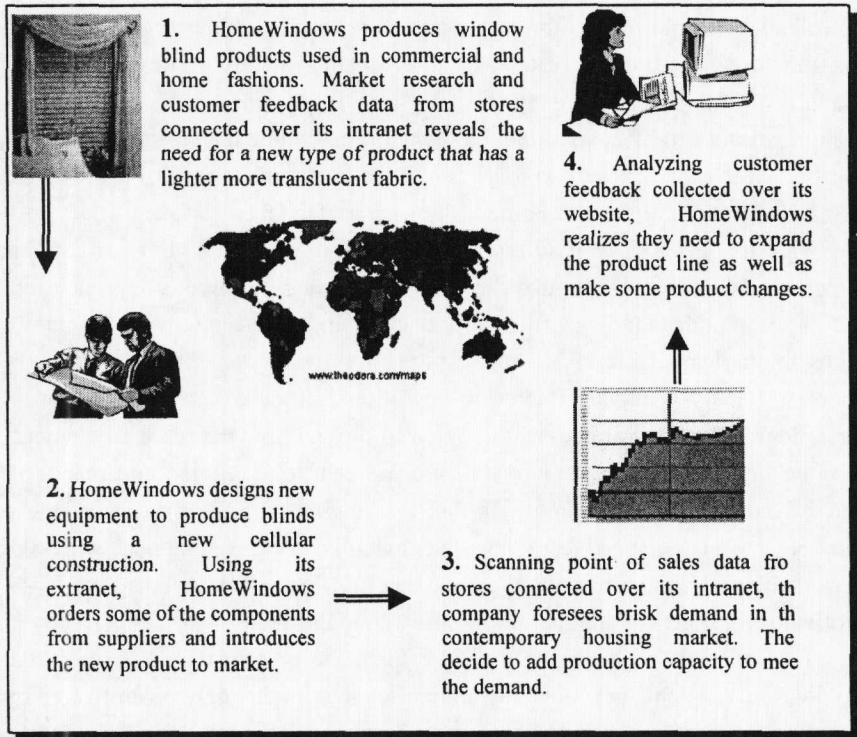 1. HomeWindows produces window
blind products used in commercial and
home fashions. Market research and
customer feedback data from stores
connected over its intranet reveals the
need for a new type of product that has a
lighter more translucent fabric.
www.theodora.com/maps
2. HomeWindows designs new
equipment to produce blinds
using a new cellular
construction. Using its
extranet, HomeWindows
orders some of the components
from suppliers and introduces
the new product to market.
3. Scanning point of sales data fro
stores connected over its intranet, th
company foresees brisk demand in th
contemporary housing market. The
decide to add production capacity to mee
the demand.
4. Analyzing customer
feedback collected over its
website, HomeWindows
realizes they need to expand
the product line as well as
make some product changes.